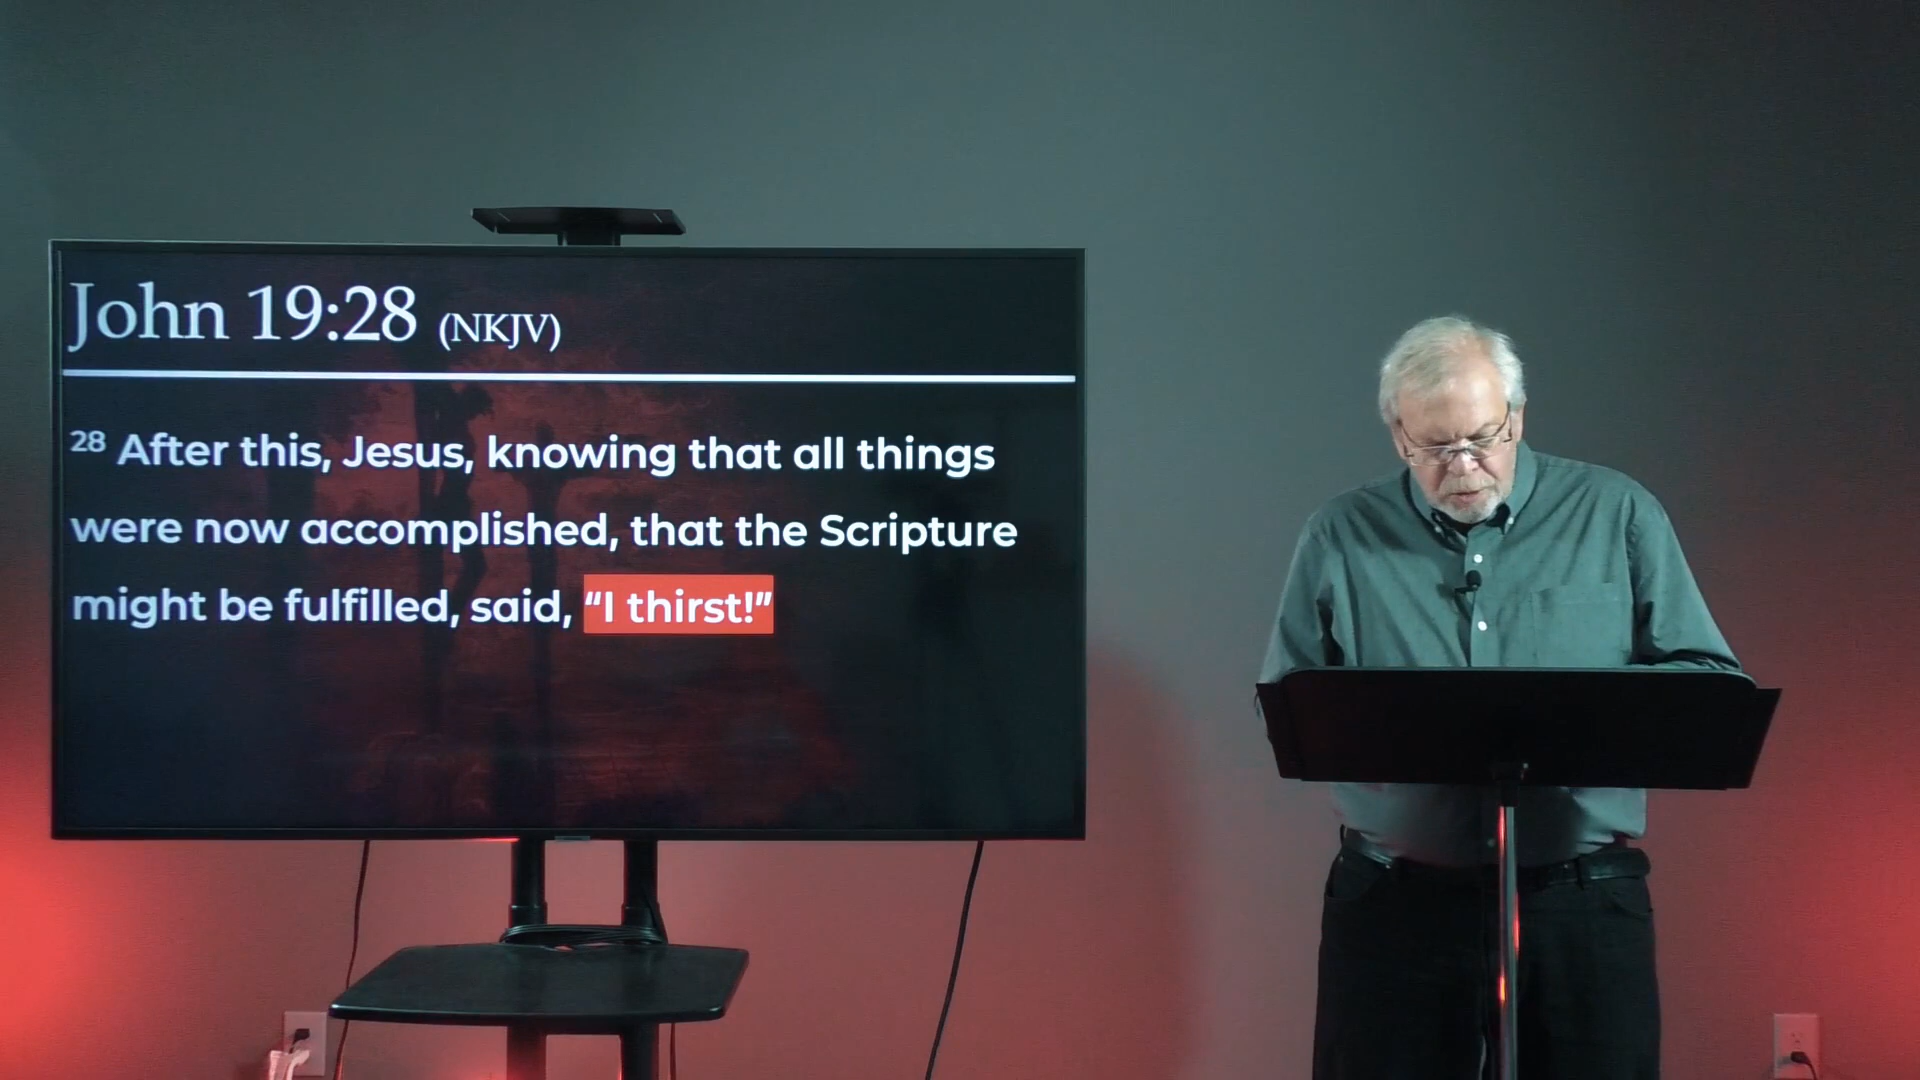 John 19:28 (NKJV)
28 After this, Jesus, knowing that all things
were now accomplished, that the Scripture
might be fulfilled, said, “I thirst!”